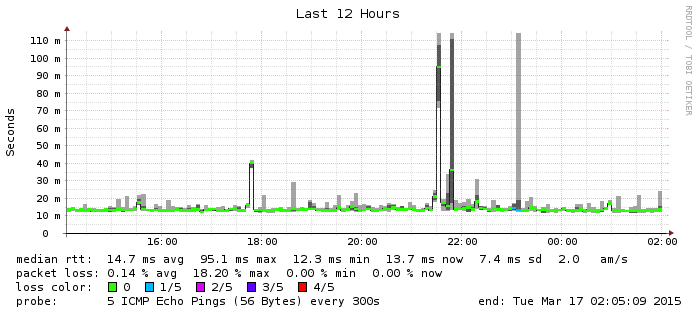 Last 12 Hours
RRDTOOL / TOBI OETIKER
Seconds
110 m
100 m
90 m
80 m
70 m
60 m
50 m
40 m
30 m
20 m
10 m
0
16:00 18:00 20:00 22:00 00:00 02:00
median rtt: 14.7 ms avg 95.1 ms max 12.3 ms min 13.7 ms now 7.4 ms sd 2.0 am/s
packet loss: 0.14 % avg 18.20 % max 0.00 % min 0.00 % now
loss color: 0 1/5 2/5 3/5 4/5
probe: 5 ICMP Echo Pings (56 Bytes) every 300s end: Tue Mar 17 02:05:09 2015